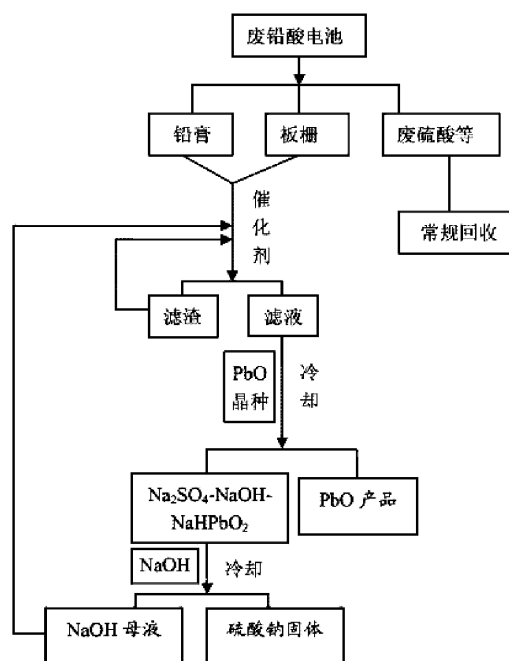 废铅酸电池
铅膏
板栅
废硫酸等
催
化
剂
常规回收
滤渣
滤液
PbO
晶种
冷
却
Na₂SO₄-NaOH-
NaHPbO₂
PbO 产品
NaOH
冷却
NaOH 母液
硫酸钠固体